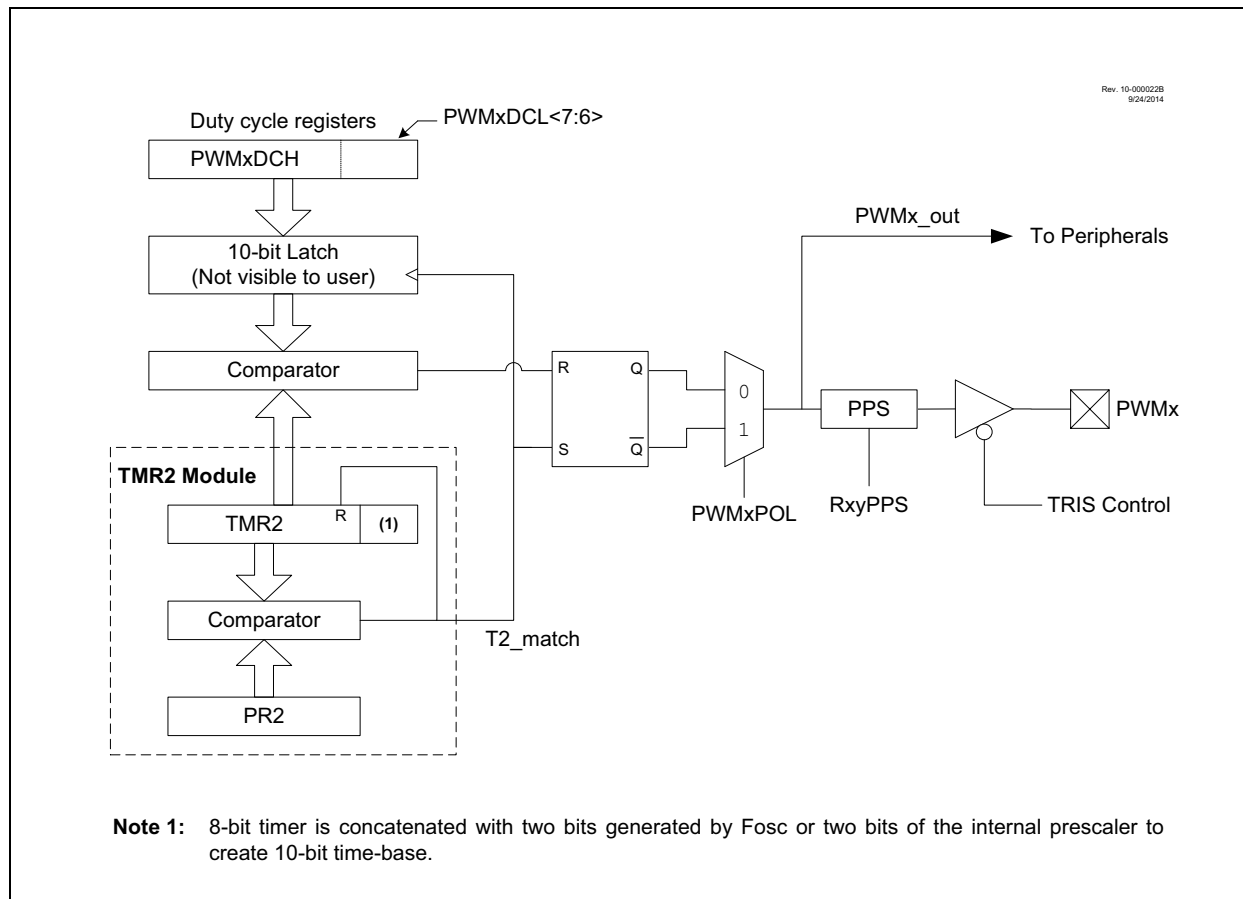 Rev. 10-000022B
9/24/2014
Duty cycle registers
PWMxDCL<7:6>
PWMxDCH
10-bit Latch
(Not visible to user)
Comparator
TMR2 Module
R
TMR2
(1)
Comparator
T2_match
PR2
R
Q
S
Q̅
0
1
PWMxPOL
PWMx_out
To Peripherals
PPS
RxyPPS
PWMx
TRIS Control
Note 1: 8-bit timer is concatenated with two bits generated by Fosc or two bits of the internal prescaler to
create 10-bit time-base.